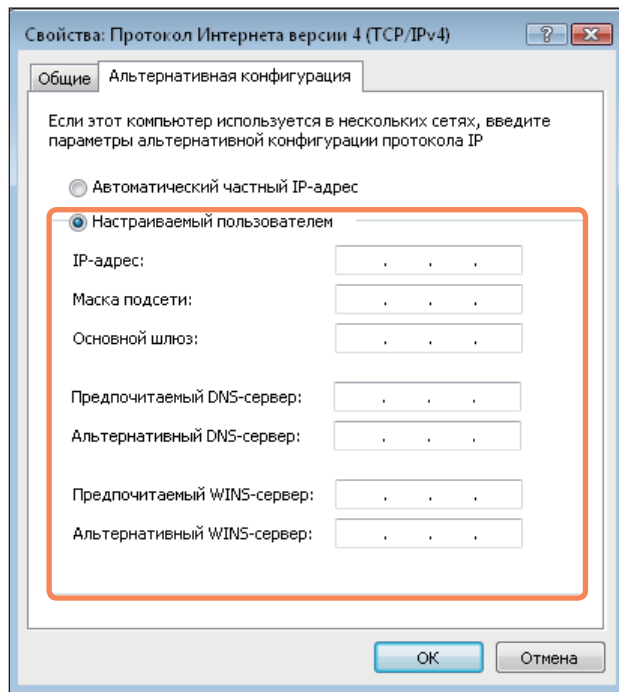 Свойства: Протокол Интернета версии 4 (TCP/IPv4)
Общие
Альтернативная конфигурация
Если этот компьютер используется в нескольких сетях, введите
параметры альтернативной конфигурации протокола IP
Автоматический частный IP-адрес
Настраиваемый пользователем
IP-адрес:
Маска подсети:
Основной шлюз:
Предпочитаемый DNS-сервер:
Альтернативный DNS-сервер:
Предпочитаемый WINS-сервер:
Альтернативный WINS-сервер:
ОК
Отмена